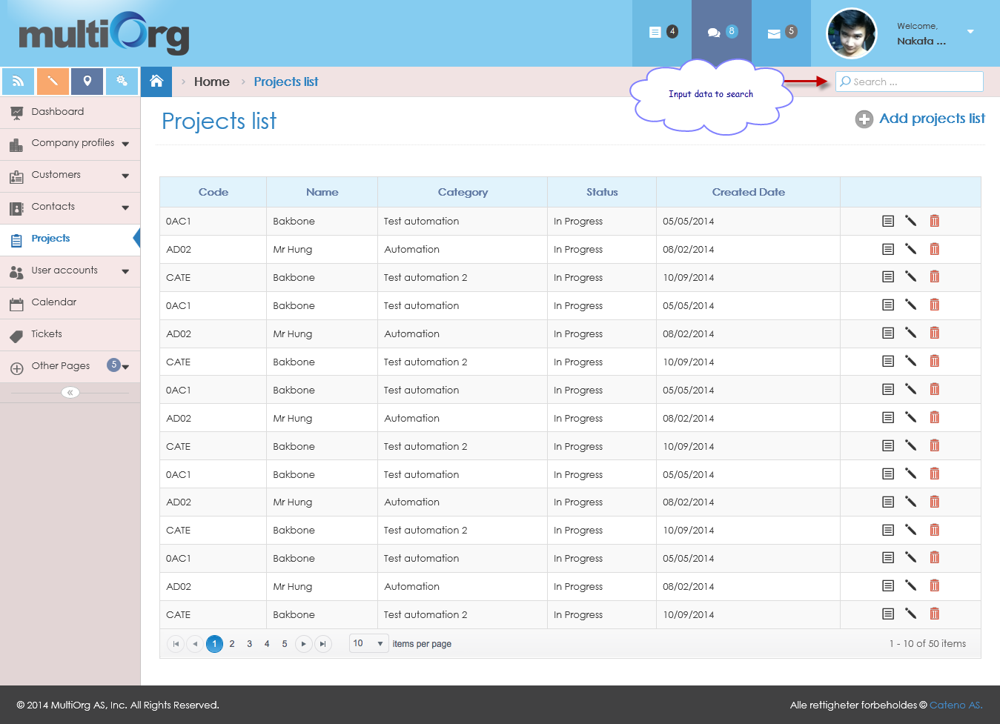 multiOrg
4
8
5
Welcome,
Nakata ...
Home
Projects list
Input data to search
Search ...
Dashboard
Company profiles
Customers
Contacts
Projects
User accounts
Calendar
Tickets
Other Pages 5
Projects list
Add projects list
Code Name Category Status Created Date
0AC1 Bakbone Test automation In Progress 05/05/2014
AD02 Mr Hung Automation In Progress 08/02/2014
CATE Bakbone Test automation 2 In Progress 10/09/2014
0AC1 Bakbone Test automation In Progress 05/05/2014
AD02 Mr Hung Automation In Progress 08/02/2014
CATE Bakbone Test automation 2 In Progress 10/09/2014
0AC1 Bakbone Test automation In Progress 05/05/2014
AD02 Mr Hung Automation In Progress 08/02/2014
CATE Bakbone Test automation 2 In Progress 10/09/2014
0AC1 Bakbone Test automation In Progress 05/05/2014
AD02 Mr Hung Automation In Progress 08/02/2014
CATE Bakbone Test automation 2 In Progress 10/09/2014
0AC1 Bakbone Test automation In Progress 05/05/2014
AD02 Mr Hung Automation In Progress 08/02/2014
CATE Bakbone Test automation 2 In Progress 10/09/2014
1 2 3 4 5 10 items per page 1 - 10 of 50 items
© 2014 MultiOrg AS, Inc. All Rights Reserved.
Alle rettigheter forbeholdes © Cateno AS.